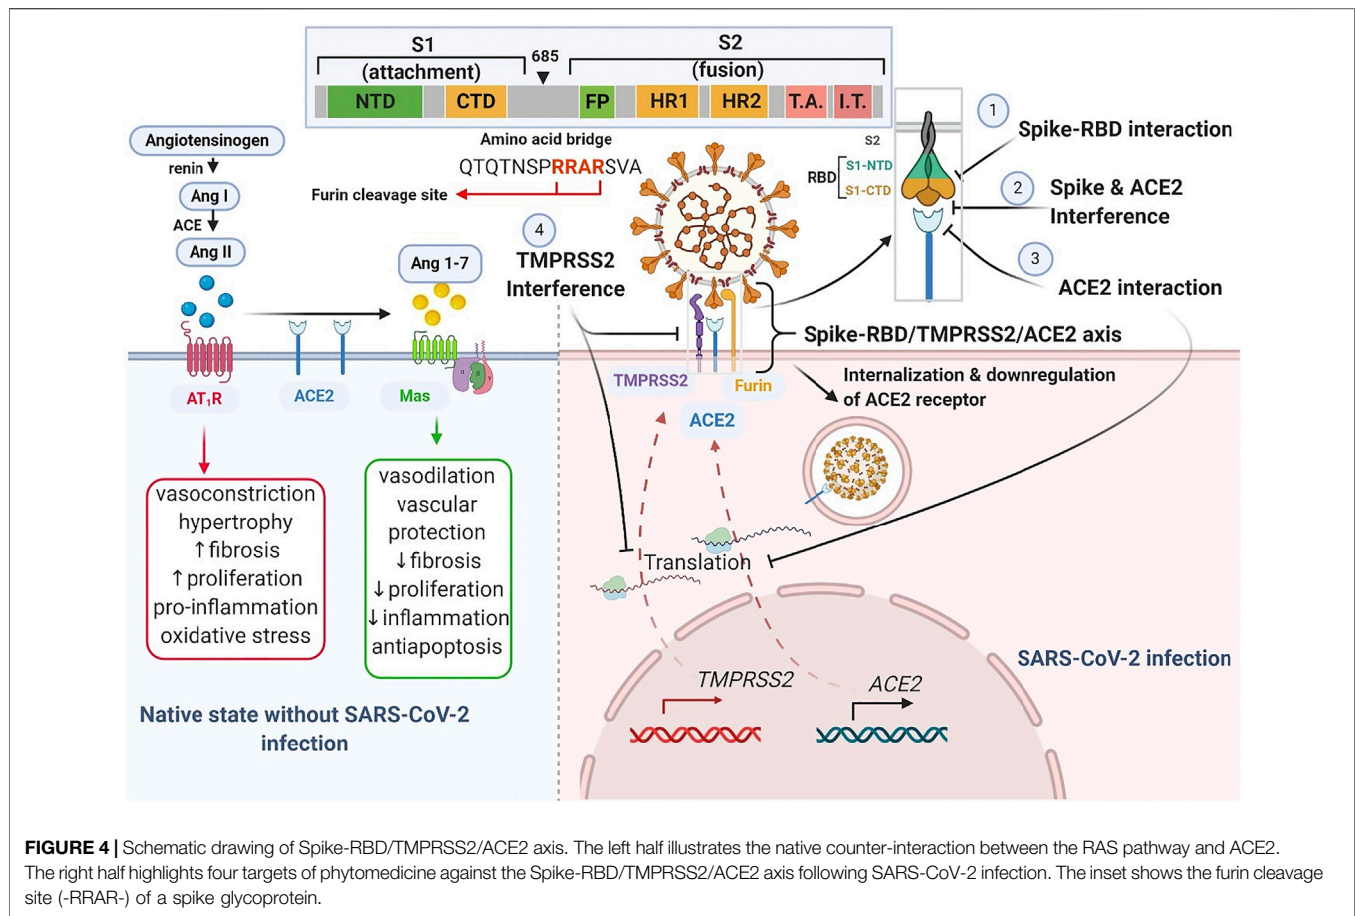 S1
(attachment)
685
S2
(fusion)
NTD
CTD
FP
HR1
HR2
T.A.
I.T.
Amino acid bridge
QTQTNSPRRARSVA
Furin cleavage site
Angiotensinogen
renin
Ang I
ACE
Ang II
Ang 1-7
AT₁R
ACE2
Mas
α
β
γ
vasoconstriction
hypertrophy
↑fibrosis
↑proliferation
pro-inflammation
oxidative stress
vasodilation
vascular
protection
↓fibrosis
↓proliferation
↓inflammation
antiapoptosis
Native state without SARS-CoV-2
infection
4
TMPRSS2
Interference
S2
RBD
S1-NTD
S1-CTD
1
Spike-RBD interaction
2
Spike & ACE2
Interference
3
ACE2 interaction
Spike-RBD/TMPRSS2/ACE2 axis
TMPRSS2
Furin
ACE2
Internalization & downregulation
of ACE2 receptor
Translation
TMPRSS2
ACE2
SARS-CoV-2 infection
FIGURE 4 | Schematic drawing of Spike-RBD/TMPRSS2/ACE2 axis. The left half illustrates the native counter-interaction between the RAS pathway and ACE2.
The right half highlights four targets of phytomedicine against the Spike-RBD/TMPRSS2/ACE2 axis following SARS-CoV-2 infection. The inset shows the furin cleavage
site (-RRAR-) of a spike glycoprotein.